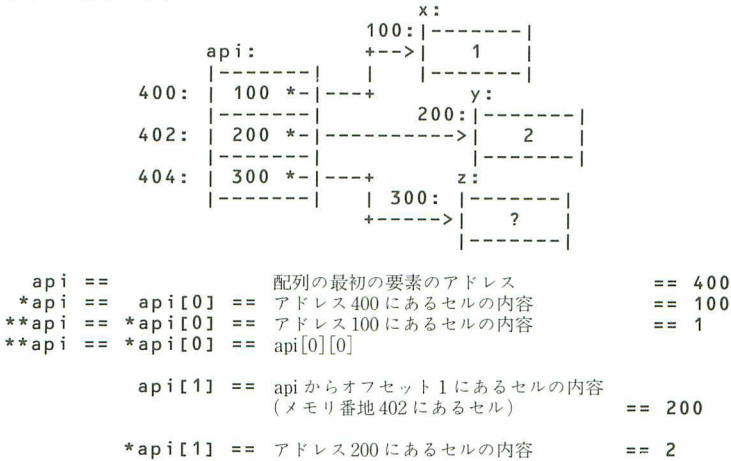 x:
100:|-------|
api: +-->| 1 |
|-------| | |-------|
400: | 100 *-|---+ y:
|-------| 200:|-------|
402: | 200 *-|------------->| 2 |
|-------| |-------|
404: | 300 *-|---+ z:
|-------| | 300: |-------|
+----->| ? |
|-------|
api == 配列の最初の要素のアドレス == 400
*api == api[0] == アドレス400にあるセルの内容 == 100
**api == *api[0] == アドレス100にあるセルの内容 == 1
**api == *api[0] == api[0][0]
api[1] == apiからオフセット1にあるセルの内容
(メモリ番地402にあるセル) == 200
*api[1] == アドレス200にあるセルの内容 == 2